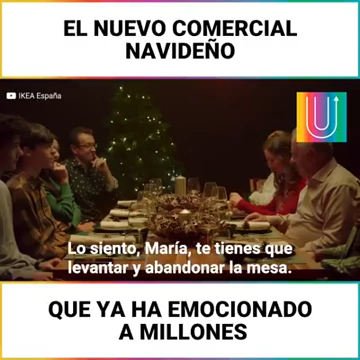 EL NUEVO COMERCIAL
NAVIDEÑO
IKEA España
U
Lo siento, María, te tienes que
levantar y abandonar la mesa.
QUE YA HA EMOCIONADO
A MILLONES